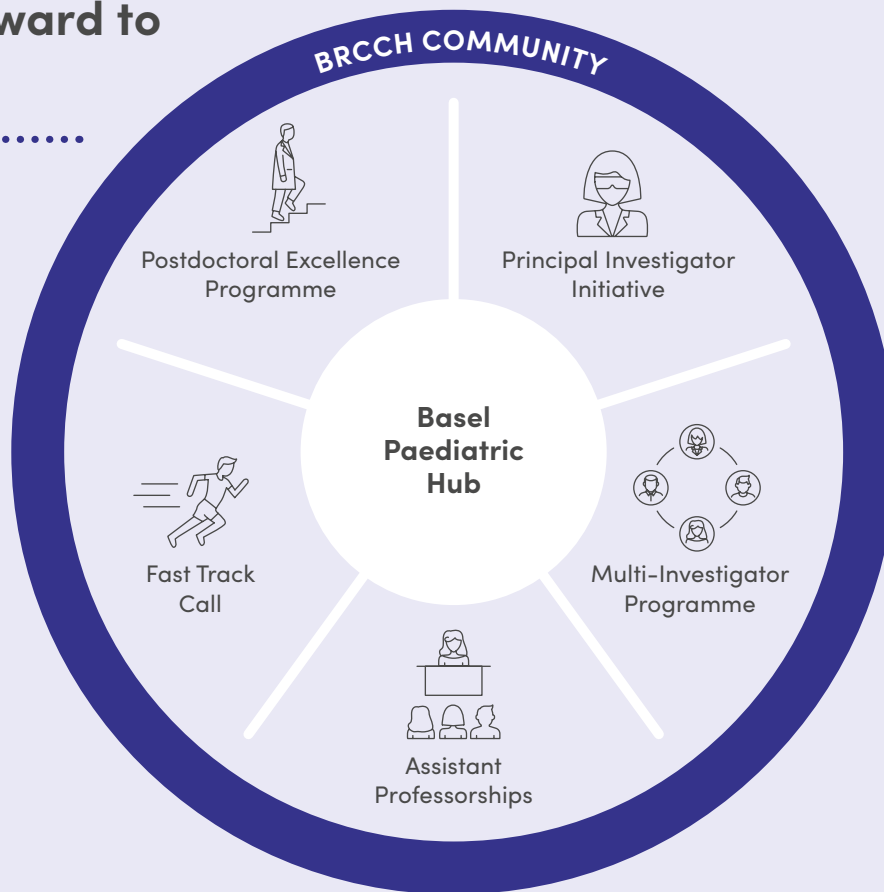 ward to
BRCCH COMMUNITY
Postdoctoral Excellence
Programme
Principal Investigator
Initiative
Basel
Paediatric
Hub
Fast Track
Call
Multi-Investigator
Programme
Assistant
Professorships